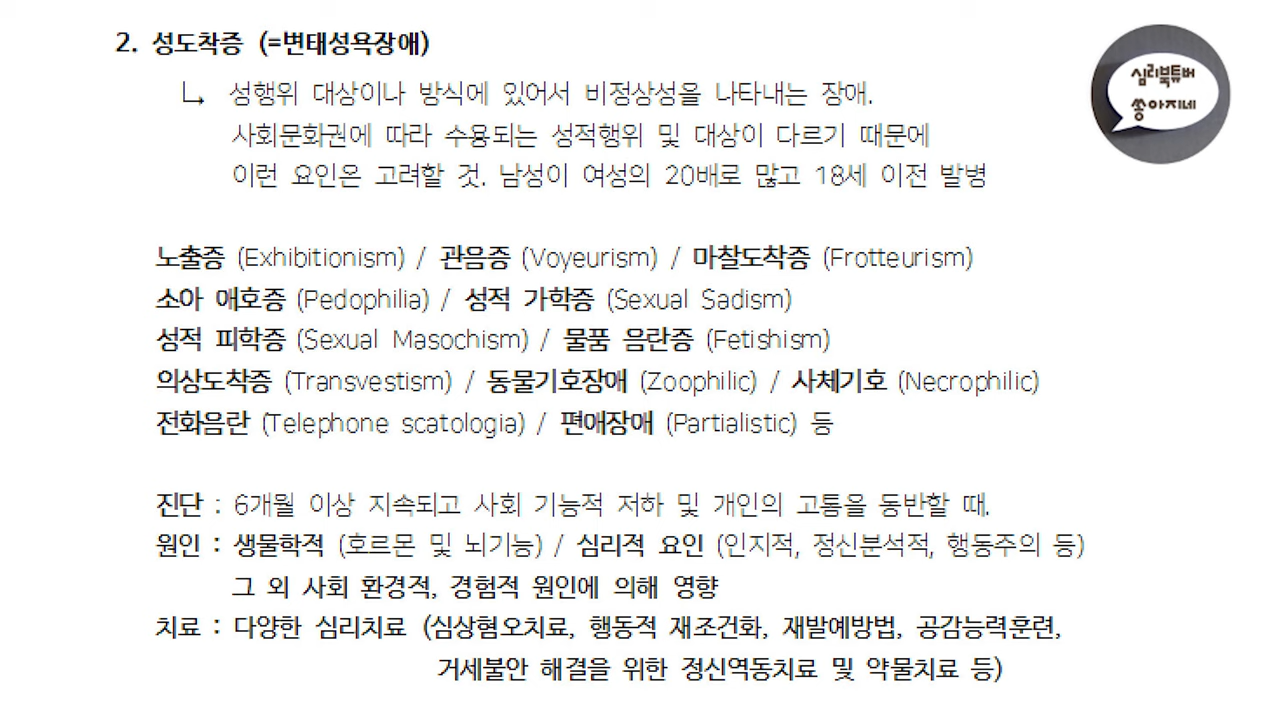 2. 성도착증 (=변태성욕장애)
심리북튜버
쏭아지네
성행위 대상이나 방식에 있어서 비정상성을 나타내는 장애.
사회문화권에 따라 수용되는 성적행위 및 대상이 다르기 때문에
이런 요인은 고려할 것. 남성이 여성의 20배로 많고 18세 이전 발병
노출증 (Exhibitionism) / 관음증 (Voyeurism) / 마찰도착증 (Frotteurism)
소아 애호증 (Pedophilia) / 성적 가학증 (Sexual Sadism)
성적 피학증 (Sexual Masochism) / 물품 음란증 (Fetishism)
의상도착증 (Transvestism) / 동물기호장애 (Zoophilic) / 사체기호 (Necrophilic)
전화음란 (Telephone scatologia) / 편애장애 (Partialistic) 등
진단 : 6개월 이상 지속되고 사회 기능적 저하 및 개인의 고통을 동반할 때.
원인 : 생물학적 (호르몬 및 뇌기능) / 심리적 요인 (인지적, 정신분석적, 행동주의 등)
그 외 사회 환경적, 경험적 원인에 의해 영향
치료 : 다양한 심리치료 (심상혐오치료, 행동적 재조건화, 재발예방법, 공감능력훈련,
거세불안 해결을 위한 정신역동치료 및 약물치료 등)